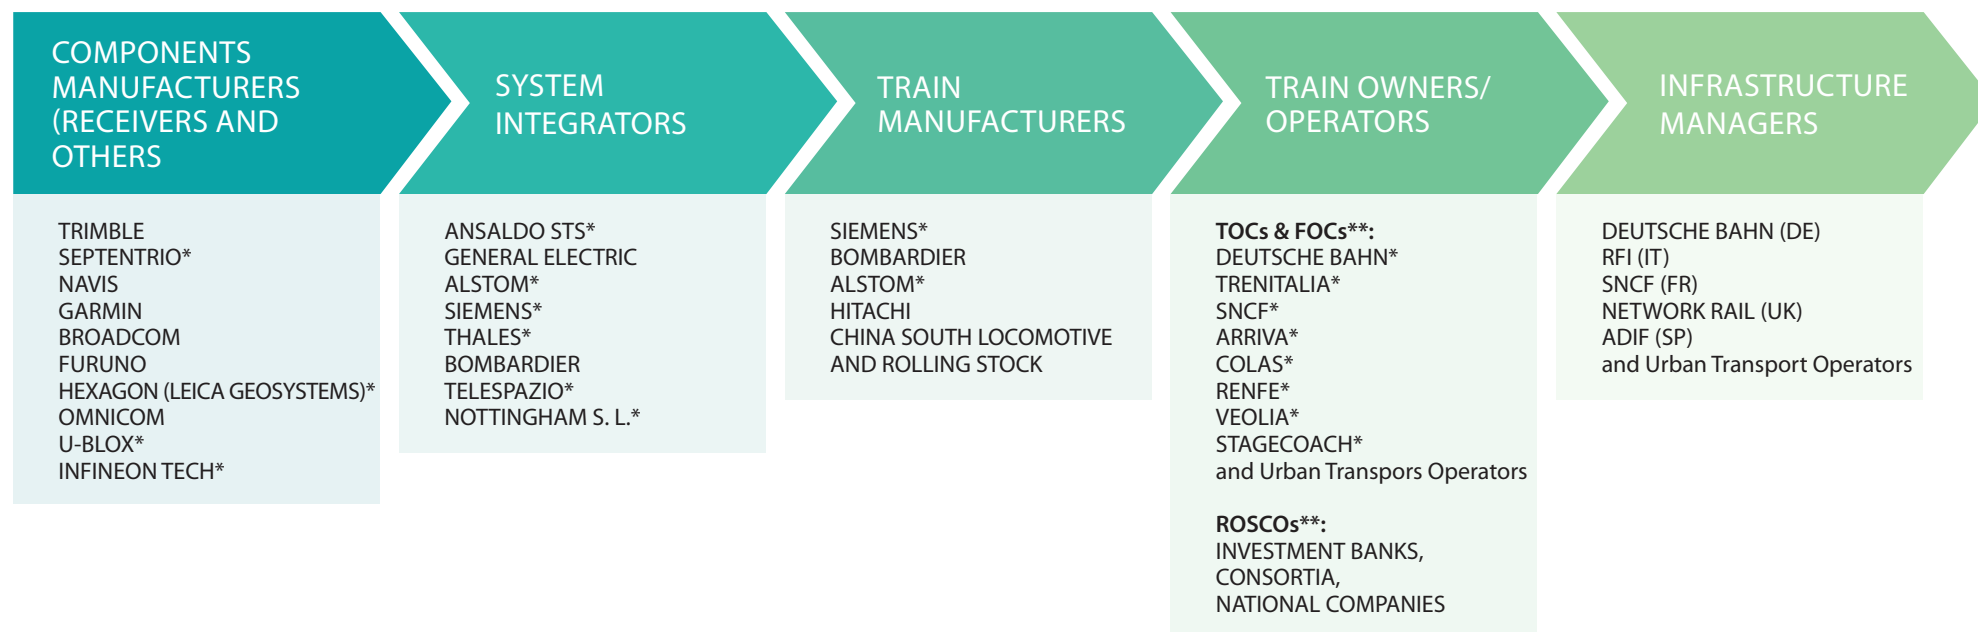 COMPONENTS
MANUFACTURERS
(RECEIVERS AND
OTHERS
TRIMBLE
SEPTENTRIO*
NAVIS
GARMIN
BROADCOM
FURUNO
HEXAGON (LEICA GEOSYSTEMS)*
OMNICOM
U-BLOX*
INFINEON TECH*
SYSTEM
INTEGRATORS
ANSALDO STS*
GENERAL ELECTRIC
ALSTOM*
SIEMENS*
THALES*
BOMBARDIER
TELESPAZIO*
NOTTINGHAM S. L.*
TRAIN
MANUFACTURERS
SIEMENS*
BOMBARDIER
ALSTOM*
HITACHI
CHINA SOUTH LOCOMOTIVE
AND ROLLING STOCK
TRAIN OWNERS/
OPERATORS
TOCs & FOCs**:
DEUTSCHE BAHN*
TRENITALIA*
SNCF*
ARRIVA*
COLAS*
RENFE*
VEOLIA*
STAGECOACH*
and Urban Transpors Operators
ROSCOs**:
INVESTMENT BANKS,
CONSORTIA,
NATIONAL COMPANIES
INFRASTRUCTURE
MANAGERS
DEUTSCHE BAHN (DE)
RFI (IT)
SNCF (FR)
NETWORK RAIL (UK)
ADIF (SP)
and Urban Transport Operators